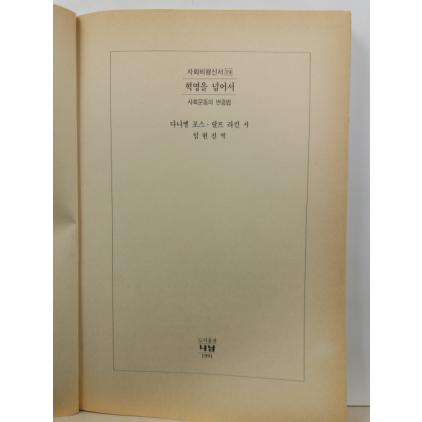 사회비평신서 19
혁명을 넘어서
사회운동의 변증법
다니엘 포스·랄프 라킨 저
임현진 역
도서출판
나남
1991